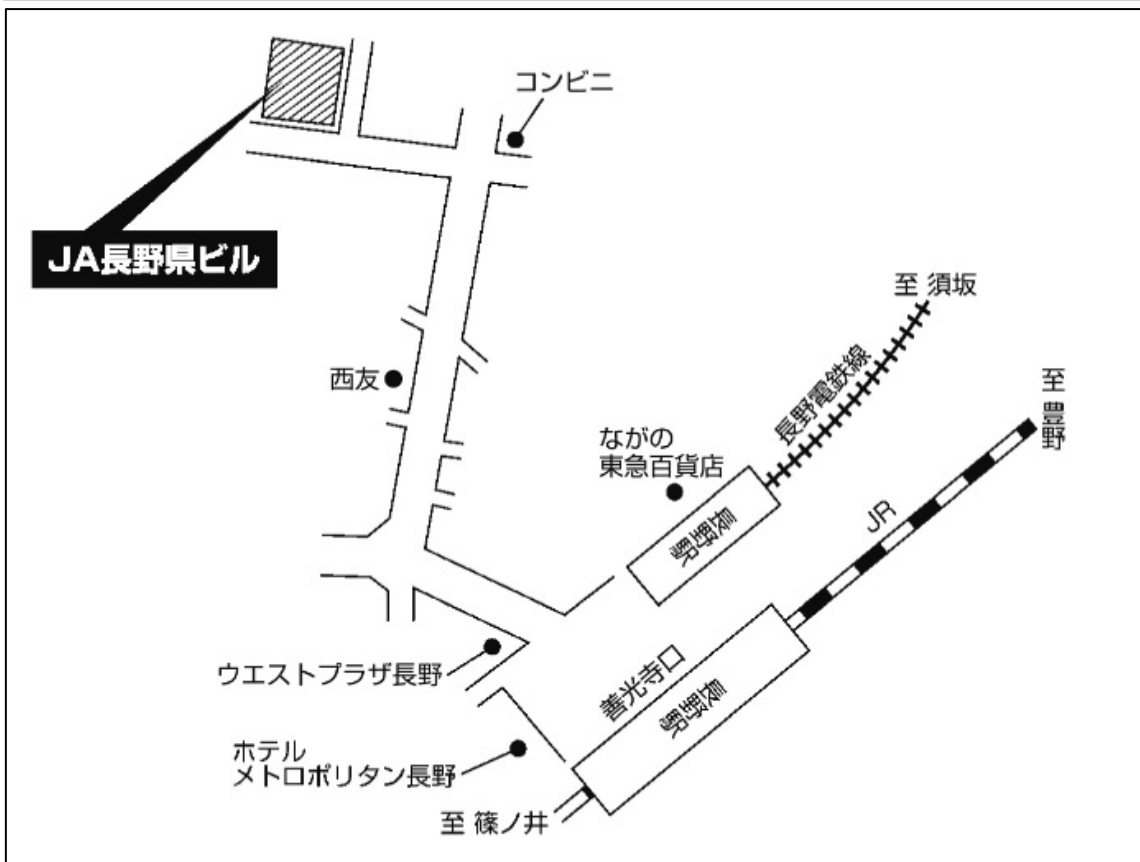 コンビニ
JA長野県ビル
至 須坂
長野電鉄線
至 豊野
西友
ながの
東急百貨店
長野駅
JR
善光寺口
長野駅
ウエストプラザ長野
ホテル
メトロポリタン長野
至 篠ノ井